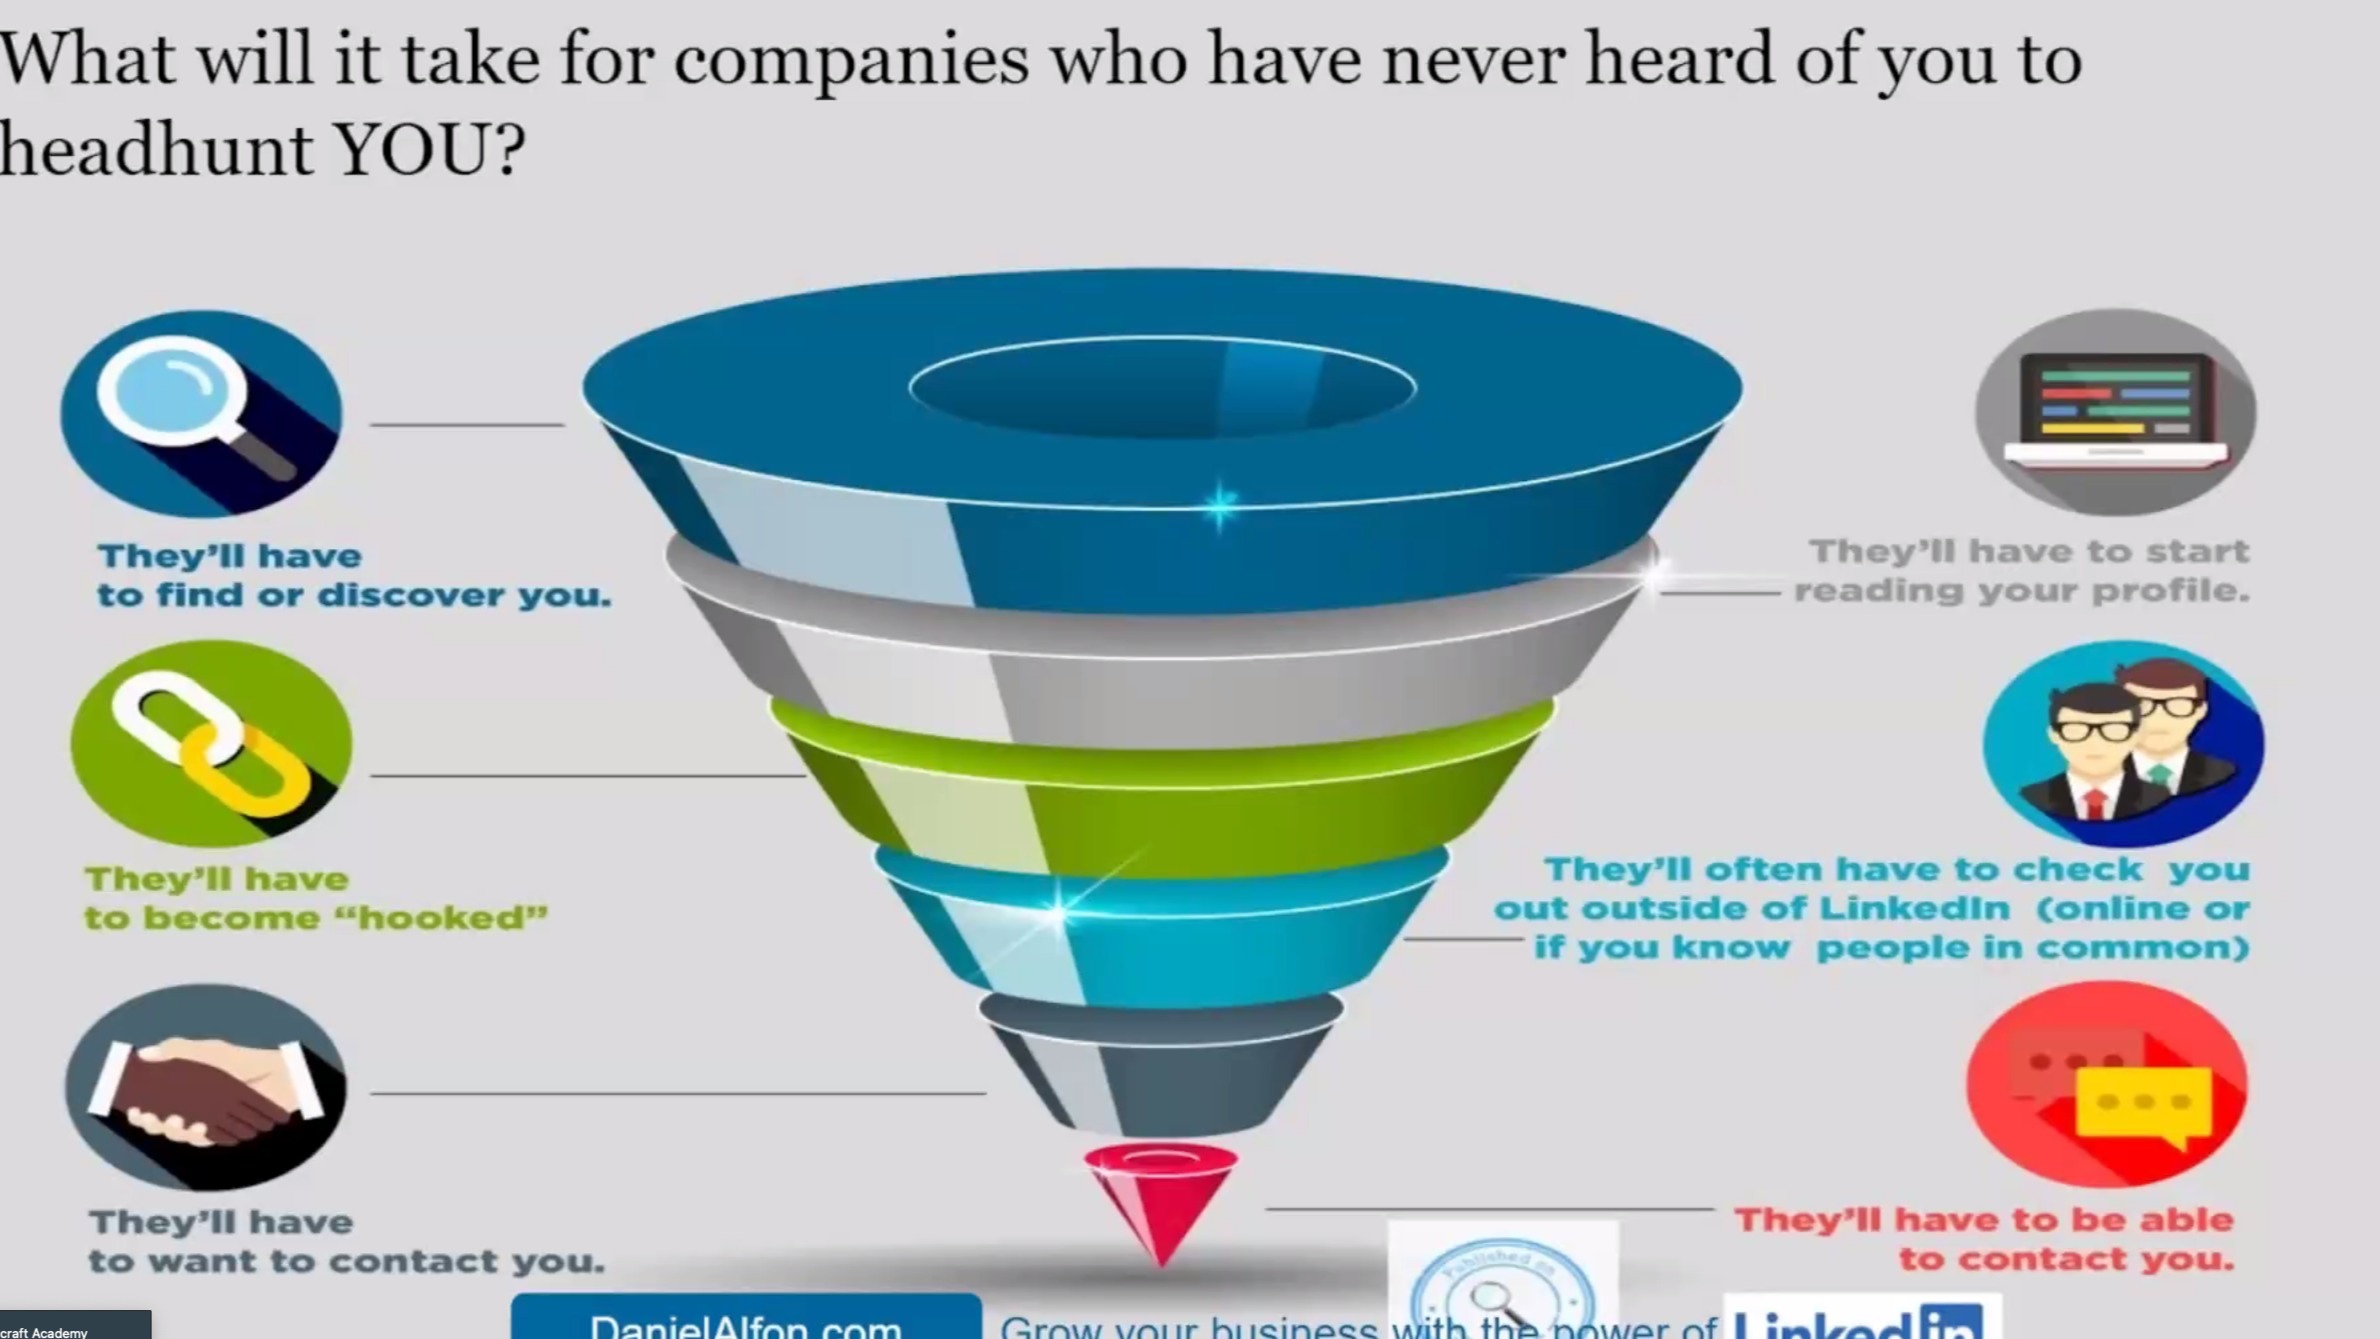 What will it take for companies who have never heard of you to
headhunt YOU?
They'll have
to find or discover you.
They'll have to start
reading your profile.
They'll have
to become “hooked”
They'll often have to check you
out outside of LinkedIn (online or
if you know people in common)
They'll have
to want to contact you.
They'll have to be able
to contact you.
Published on
DanielAlfon.com
Grow your business with the power of
Linked in
craft Academy